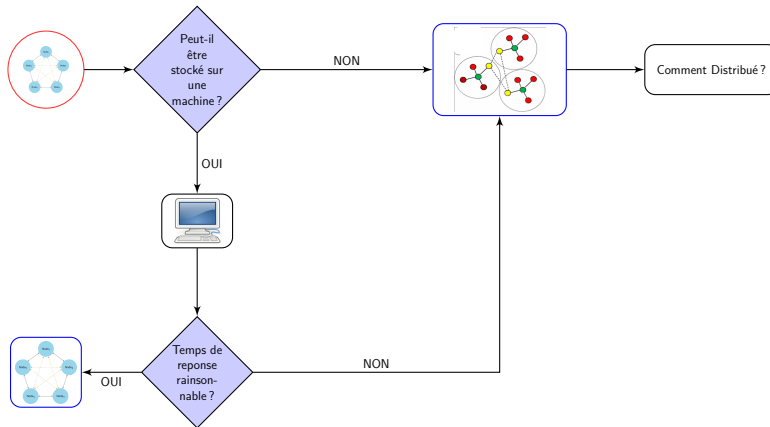 Peut-il
être
stocké sur
une
machine ?
NON
Comment Distribué ?
OUI
Temps de
reponse
rainson-
nable ?
OUI
NON